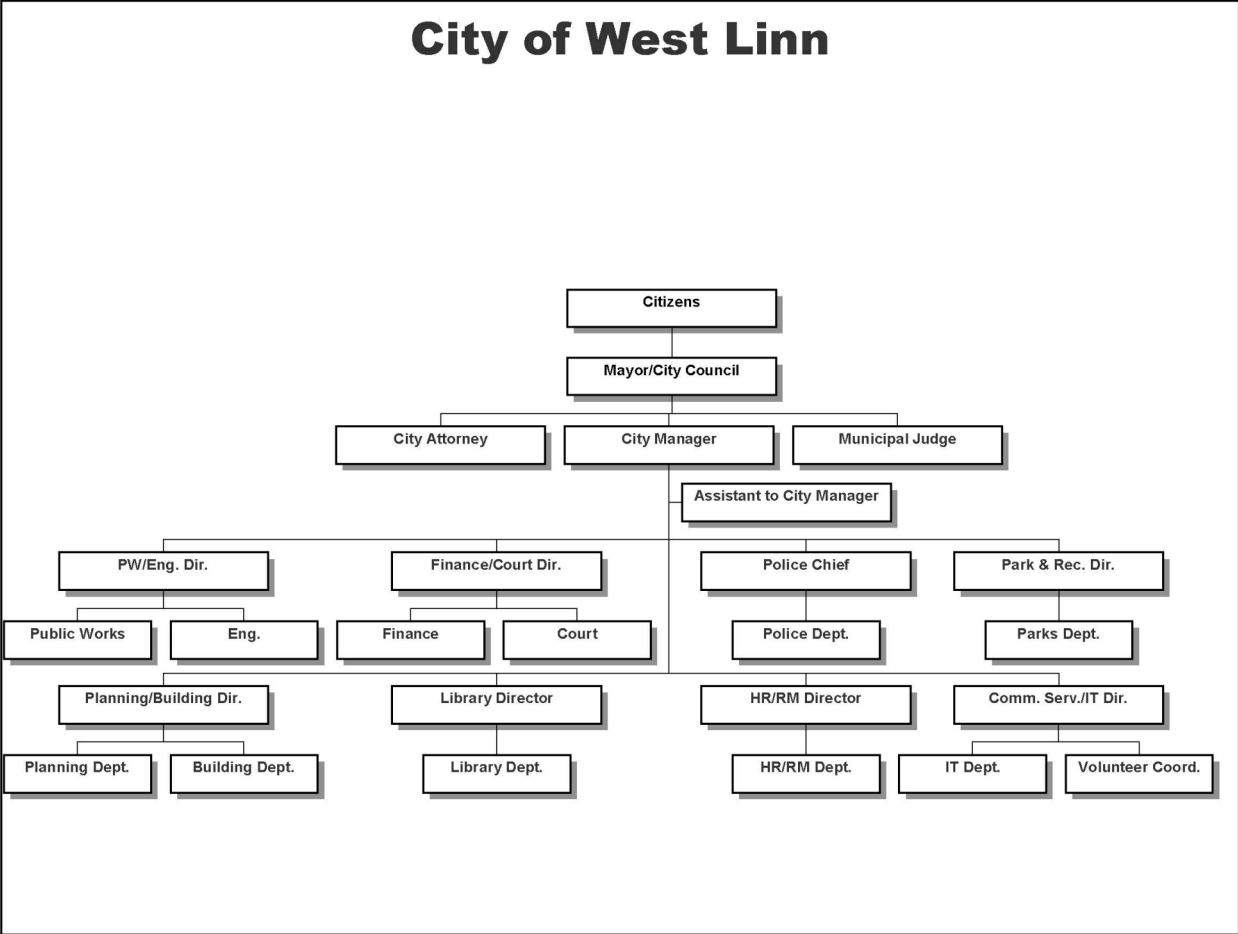 City of West Linn
Citizens
Mayor/City Council
City Attorney
City Manager
Municipal Judge
Assistant to City Manager
PW/Eng. Dir.
Finance/Court Dir.
Police Chief
Park & Rec. Dir.
Public Works
Eng.
Finance
Court
Police Dept.
Parks Dept.
Planning/Building Dir.
Library Director
HR/RM Director
Comm. Serv./IT Dir.
Planning Dept.
Building Dept.
Library Dept.
HR/RM Dept.
IT Dept.
Volunteer Coord.